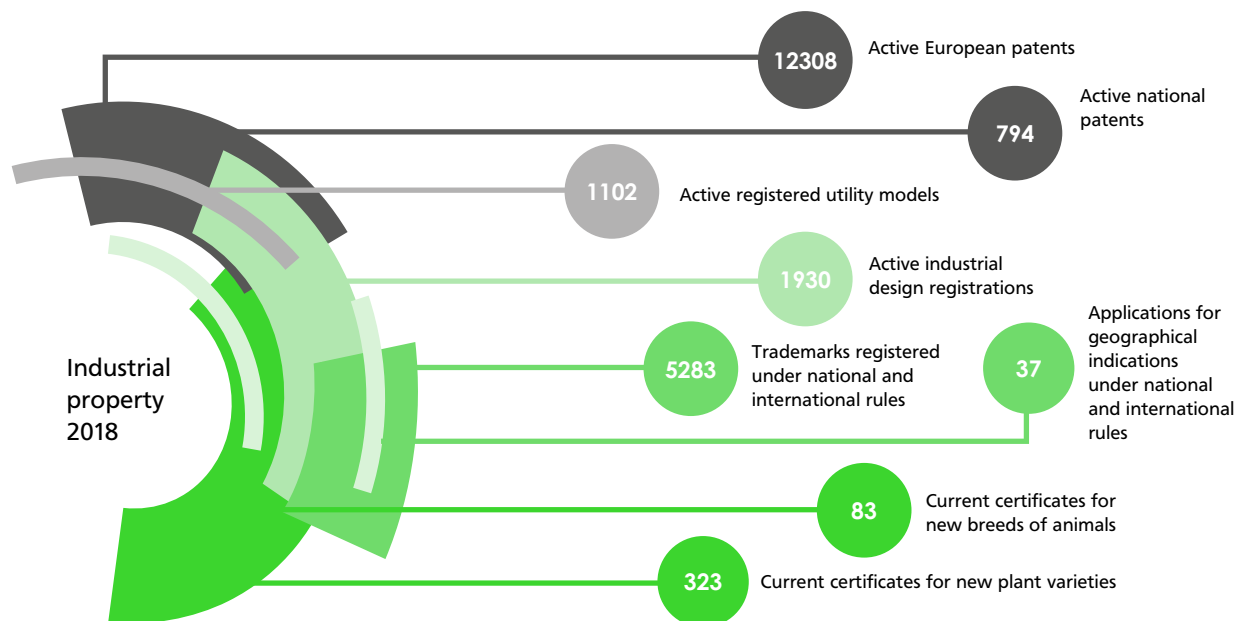 12308
Active European patents
794
Active national
patents
1102
Active registered utility models
1930
Active industrial
design registrations
5283
Trademarks registered
under national and
international rules
37
Applications for
geographical
indications
under national
and international
rules
Industrial
property
2018
83
Current certificates for
new breeds of animals
323
Current certificates for new plant varieties